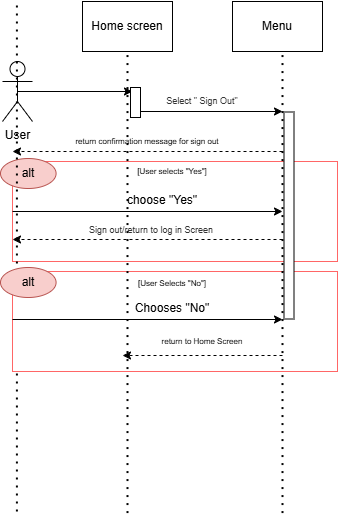 Home screen
Menu
User
Select " Sign Out"
return confirmation message for sign out
alt
[User selects "Yes"]
choose "Yes"
Sign out/return to log in Screen
alt
[User Selects "No"]
Chooses "No"
return to Home Screen